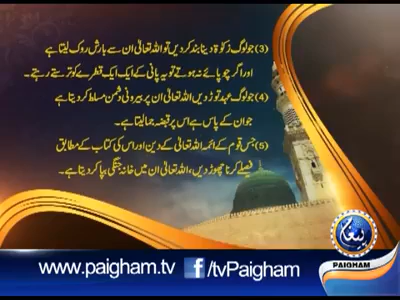 (3) جو لوگ زکوٰۃ دینا بند کر دیں تو اللہ تعالیٰ ان سے بارش روک لیتا ہے
اور اگر چوپائے نہ ہوتے تو یہ پانی کے ایک ایک قطرے کو ترستے رہتے۔
(4) جو لوگ عہد توڑ دیں اللہ تعالیٰ ان پر بیرونی دشمن مسلط کر دیتا ہے
جو ان کے پاس ہے اس پر قبضہ جما لیتا ہے۔
(5) جس قوم کے ائمہ اللہ تعالیٰ کے دین اور اس کی کتاب کے مطابق
فیصلے کرنا چھوڑ دیں، اللہ تعالیٰ ان میں خانہ جنگی بپا کر دیتا ہے۔
www.paigham.tv f/tvPaigham
پیغام
PAIGHAM